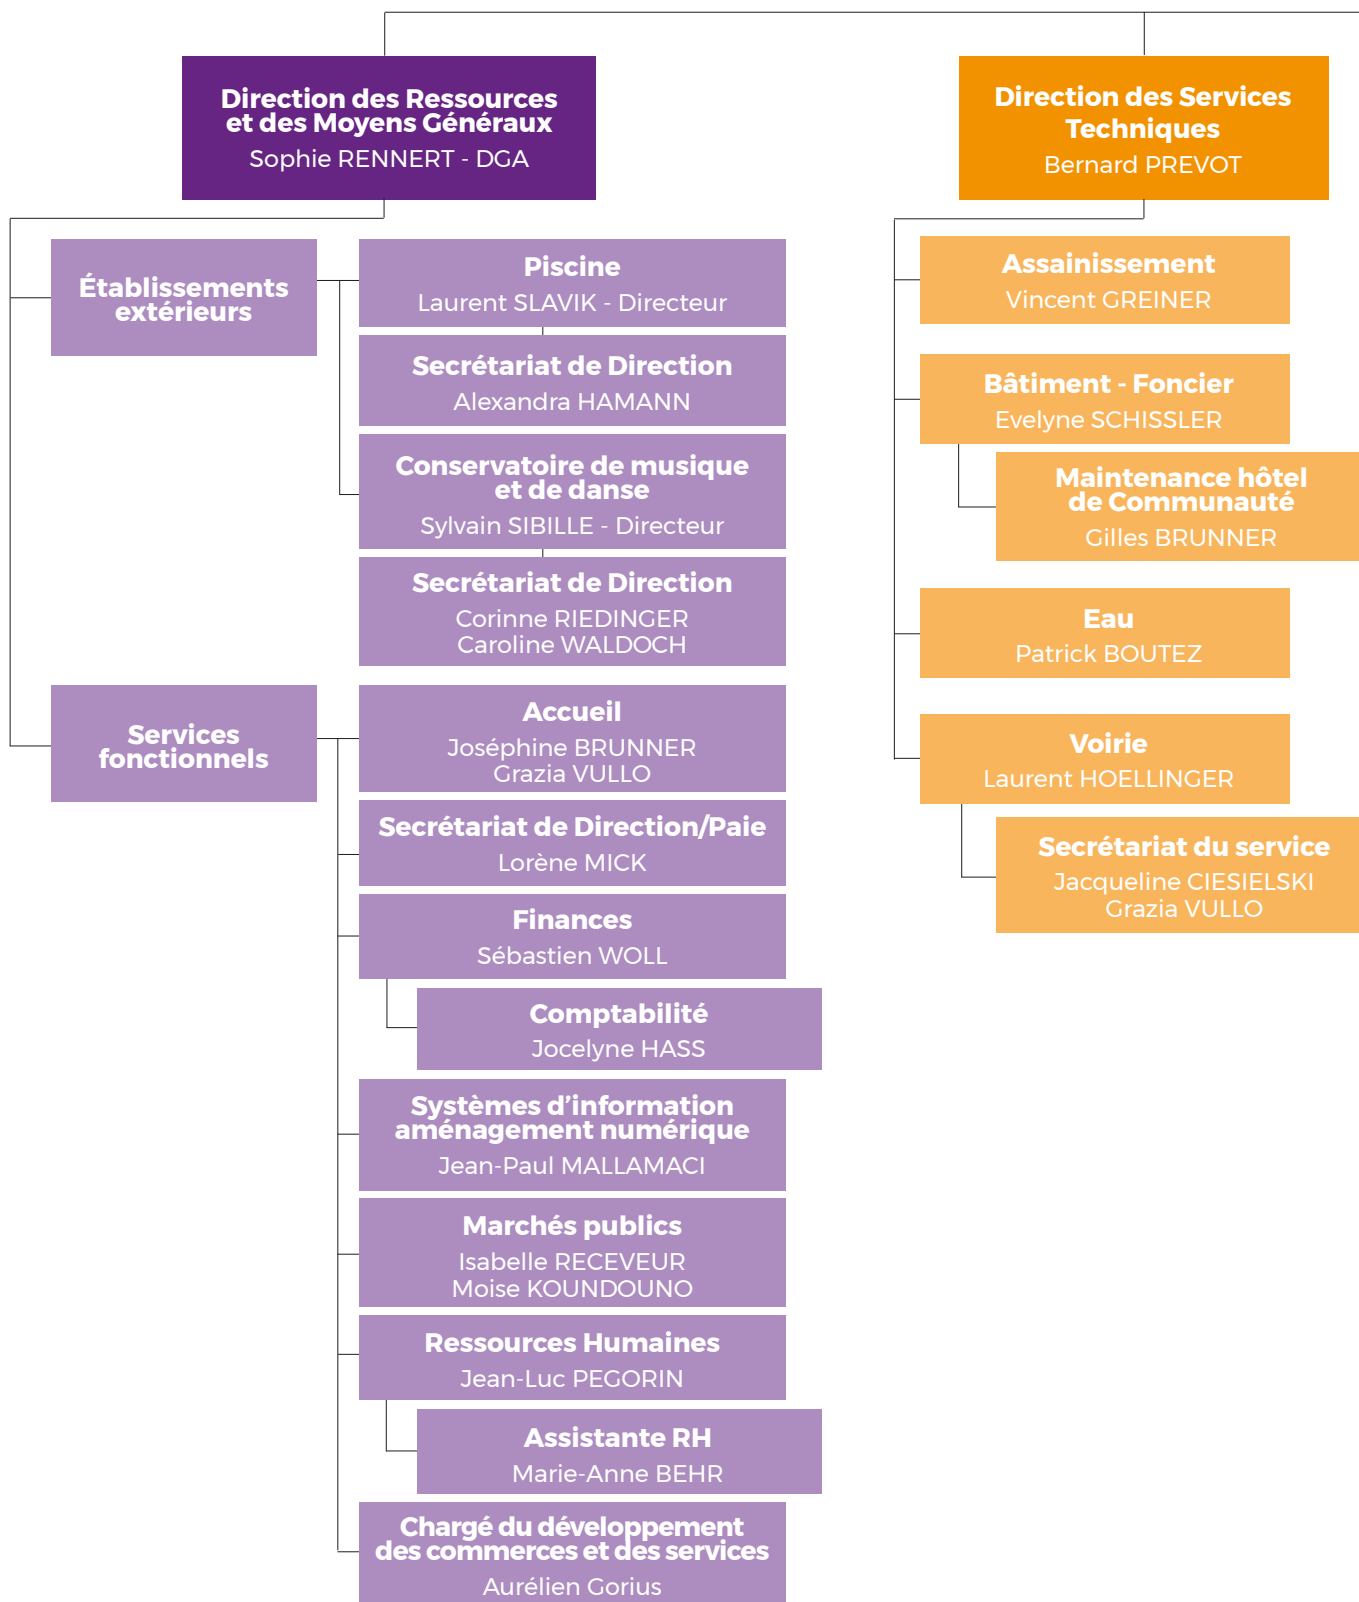 Direction des Ressources
et des Moyens Généraux
Sophie RENNERT - DGA
Établissements
extérieurs
Piscine
Laurent SLAVIK - Directeur
Secrétariat de Direction
Alexandra HAMANN
Conservatoire de musique
et de danse
Sylvain SIBILLE - Directeur
Secrétariat de Direction
Corinne RIEDINGER
Caroline WALDOCH
Services
fonctionnels
Accueil
Joséphine BRUNNER
Grazia VULLO
Secrétariat de Direction/Paie
Lorène MICK
Finances
Sébastien WOLL
Comptabilité
Jocelyne HASS
Systèmes d’information
aménagement numérique
Jean-Paul MALLAMACI
Marchés publics
Isabelle RECEVEUR
Moise KOUNDOUNO
Ressources Humaines
Jean-Luc PEGORIN
Assistante RH
Marie-Anne BEHR
Chargé du développement
des commerces et des services
Aurélien Gorius
Direction des Services
Techniques
Bernard PREVOT
Assainissement
Vincent GREINER
Bâtiment - Foncier
Evelyne SCHISSLER
Maintenance hôtel
de Communauté
Gilles BRUNNER
Eau
Patrick BOUTEZ
Voirie
Laurent HOELLINGER
Secrétariat du service
Jacqueline CIESIELSKI
Grazia VULLO